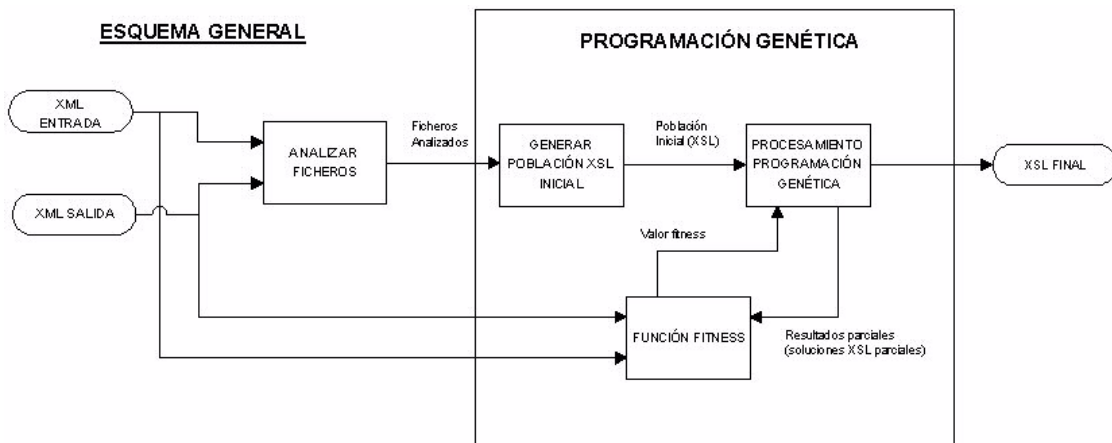 ESQUEMA GENERAL
PROGRAMACIÓN GENÉTICA
XML
ENTRADA
XML SALIDA
ANALIZAR
FICHEROS
Ficheros
Analizados
GENERAR
POBLACIÓN XSL
INICIAL
Población
Inicial (XSL)
PROCESAMIENTO
PROGRAMACIÓN
GENÉTICA
XSL FINAL
Valor fitness
FUNCIÓN FITNESS
Resultados parciales
(soluciones XSL parciales)